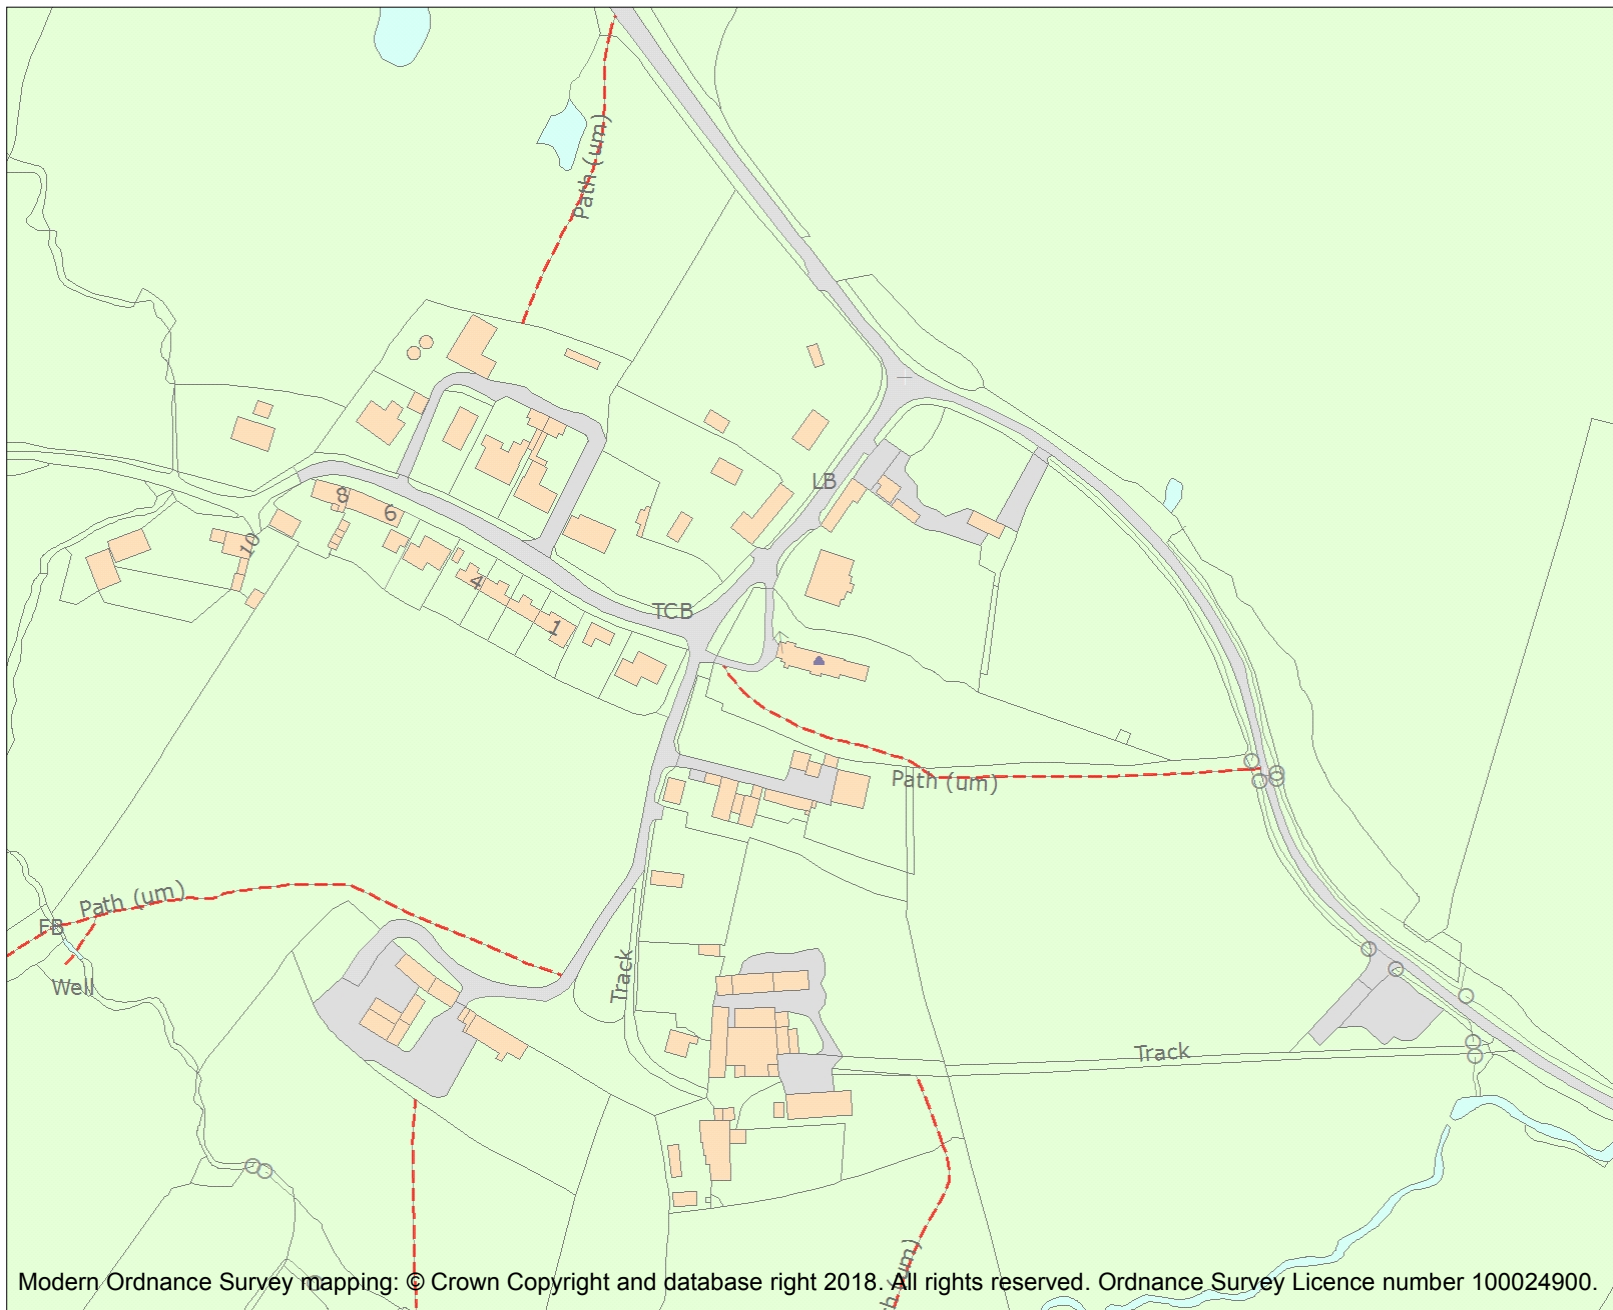 Path (um)
LB
8
6
10
4
TCB
1
Path (um)
Path (um)
FB
Track
Well
Track
h (um)
Modern Ordnance Survey mapping: © Crown Copyright and database right 2018. All rights reserved. Ordnance Survey Licence number 100024900.